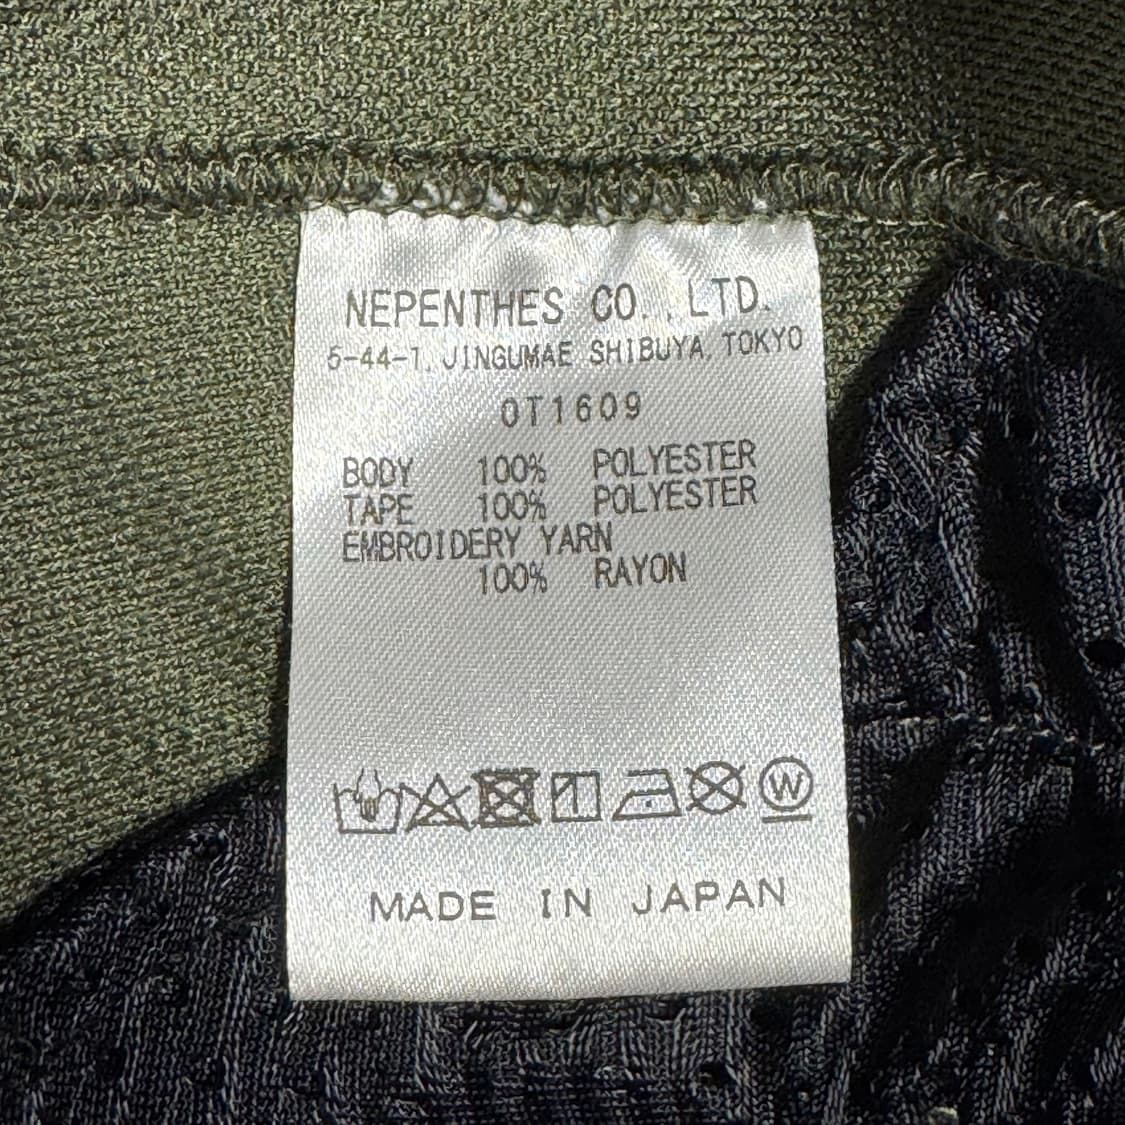 NEPENTHES CO.,LTD.
5-44-1, JINGUMAE SHIBUYA, TOKYO
OT1609
BODY 100% POLYESTER
TAPE 100% POLYESTER
EMBROIDERY YARN
100% RAYON
W
MADE IN JAPAN